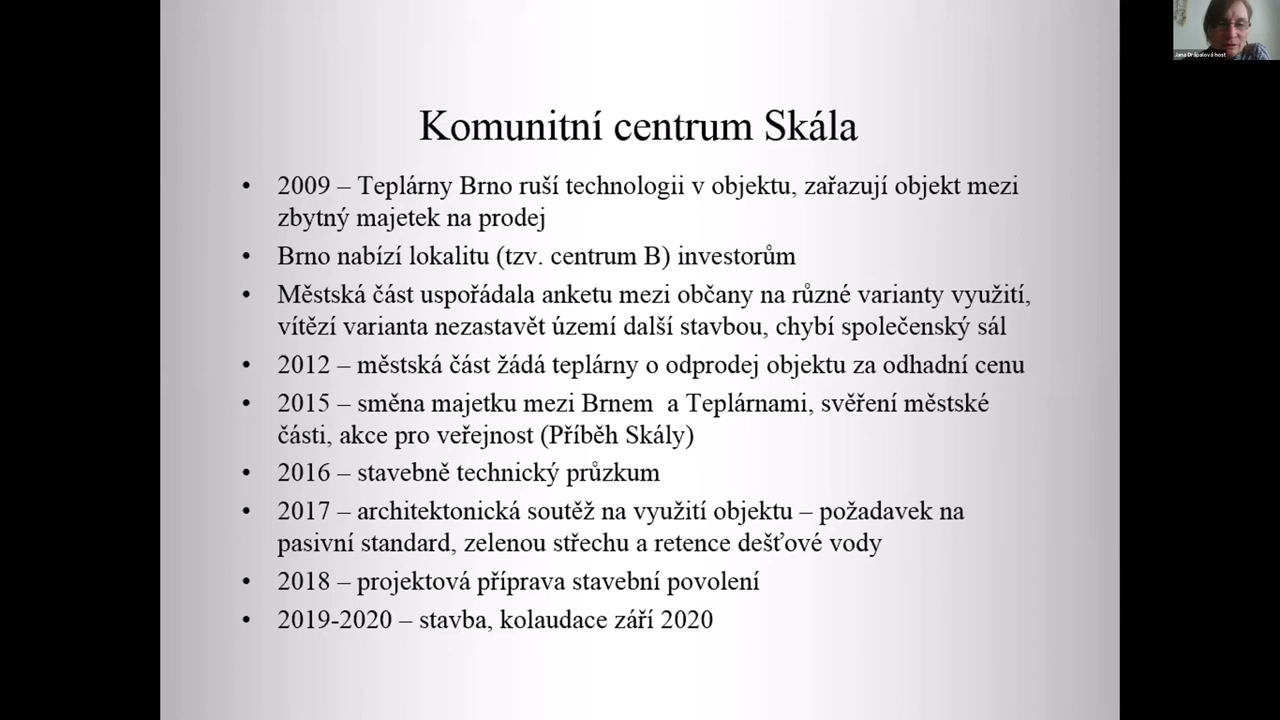 Komunitní centrum Skála
• 2009 – Teplárny Brno ruší technologii v objektu, zařazují objekt mezi
zbytný majetek na prodej
• Brno nabízí lokalitu (tzv. centrum B) investorům
• Městská část uspořádala anketu mezi občany na různé varianty využití,
vítězí varianta nezastavět území další stavbou, chybí společenský sál
• 2012 – městská část žádá teplárny o odprodej objektu za odhadní cenu
• 2015 – směna majetku mezi Brnem  a Teplárnami, svěření městské
části, akce pro veřejnost (Příběh Skály)
• 2016 – stavebně technický průzkum
• 2017 – architektonická soutěž na využití objektu – požadavek na
pasivní standard, zelenou střechu a retence dešťové vody
• 2018 – projektová příprava stavební povolení
• 2019-2020 – stavba, kolaudace září 2020
Jana Drápalová host